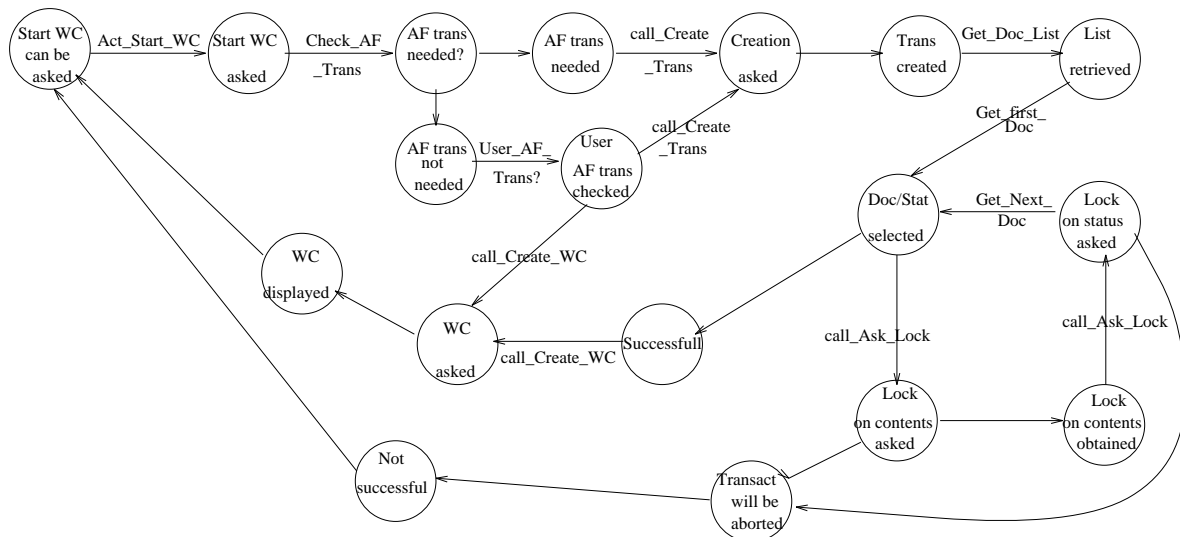 Start WC
can be
asked
Act_Start_WC
Start WC
asked
Check_AF
_Trans
AF trans
needed?
AF trans
needed
call_Create
_Trans
Creation
asked
Trans
created
Get_Doc_List
List
retrieved
AF trans
not
needed
User_AF_
Trans?
User
AF trans
checked
call_Create
_Trans
Get_first_
Doc
Doc/Stat
selected
Get_Next_
Doc
Lock
on status
asked
WC
displayed
call_Create_WC
WC
asked
call_Create_WC
Successfull
call_Ask_Lock
call_Ask_Lock
Lock
on contents
asked
Lock
on contents
obtained
Not
successful
Transact
will be
aborted